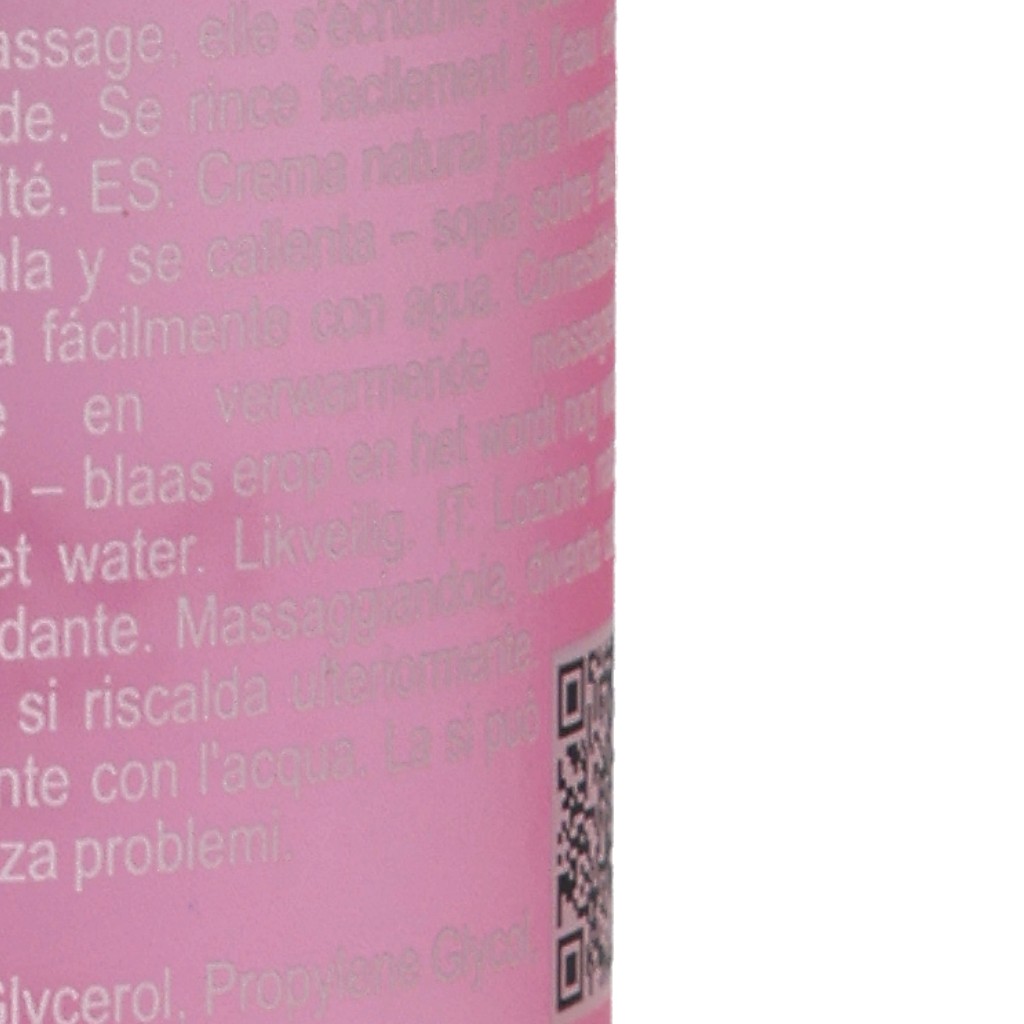 assage, elle s'échauffe
de. Se rince facilement à l'eau
ité. ES: Crema natural para
ala y se calienta – sopla sobre
a fácilmente con agua.
en verwarmende
n – blaas erop en het wordt nog
et water. Likveilig. IT: Lozione
dante. Massaggiandola, diventa
si riscalda ulteriormente.
nte con l'acqua. La si può
za problemi.
Glycerol, Propylene Glycol,